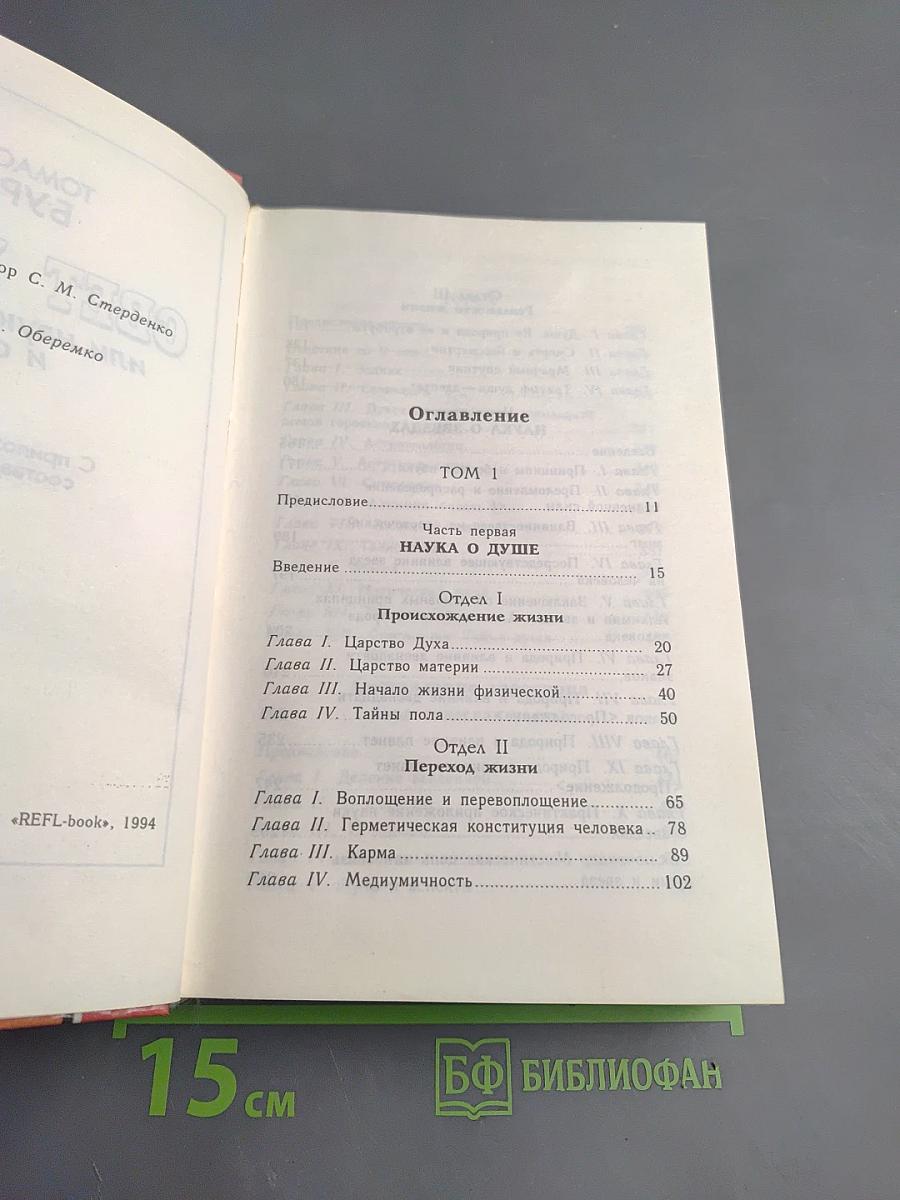 ор С. М. Стерденко
. Оберемко
«REFL-book», 1994
Оглавление
ТОМ 1
Предисловие........ 11
Часть первая
НАУКА О ДУШЕ
Введение ........ 15
Отдел I
Происхождение жизни
Глава I. Царство Духа........ 20
Глава II. Царство материи ........ 27
Глава III. Начало жизни физической........ 40
Глава IV. Тайны пола........ 50
Отдел II
Переход жизни
Глава I. Воплощение и перевоплощение........ 65
Глава II. Герметическая конституция человека.. 78
Глава III. Карма........ 89
Глава IV. Медиумичность........ 102
15 см
БФ БИБЛИОФАН